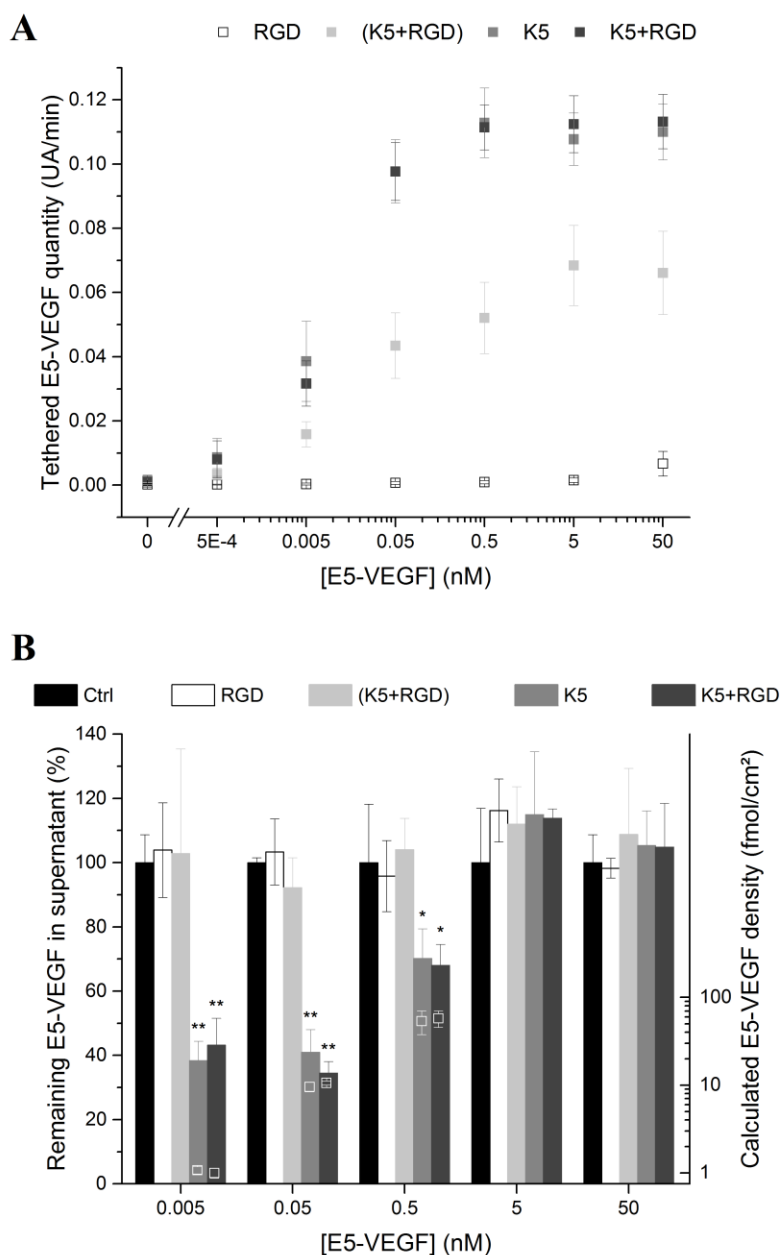 A
RGD (K5+RGD) K5 K5+RGD
Tethered E5-VEGF quantity (UA/min)
0.12
0.10
0.08
0.06
0.04
0.02
0.00
0 5E-4 0.005 0.05 0.5 5 50
[E5-VEGF] (nM)
B
Ctrl RGD (K5+RGD) K5 K5+RGD
Remaining E5-VEGF in supernatant (%)
140
120
100
80
60
40
20
0
** ** ** ** * *
100
10
1
Calculated E5-VEGF density (fmol/cm²)
0.005 0.05 0.5 5 50
[E5-VEGF] (nM)